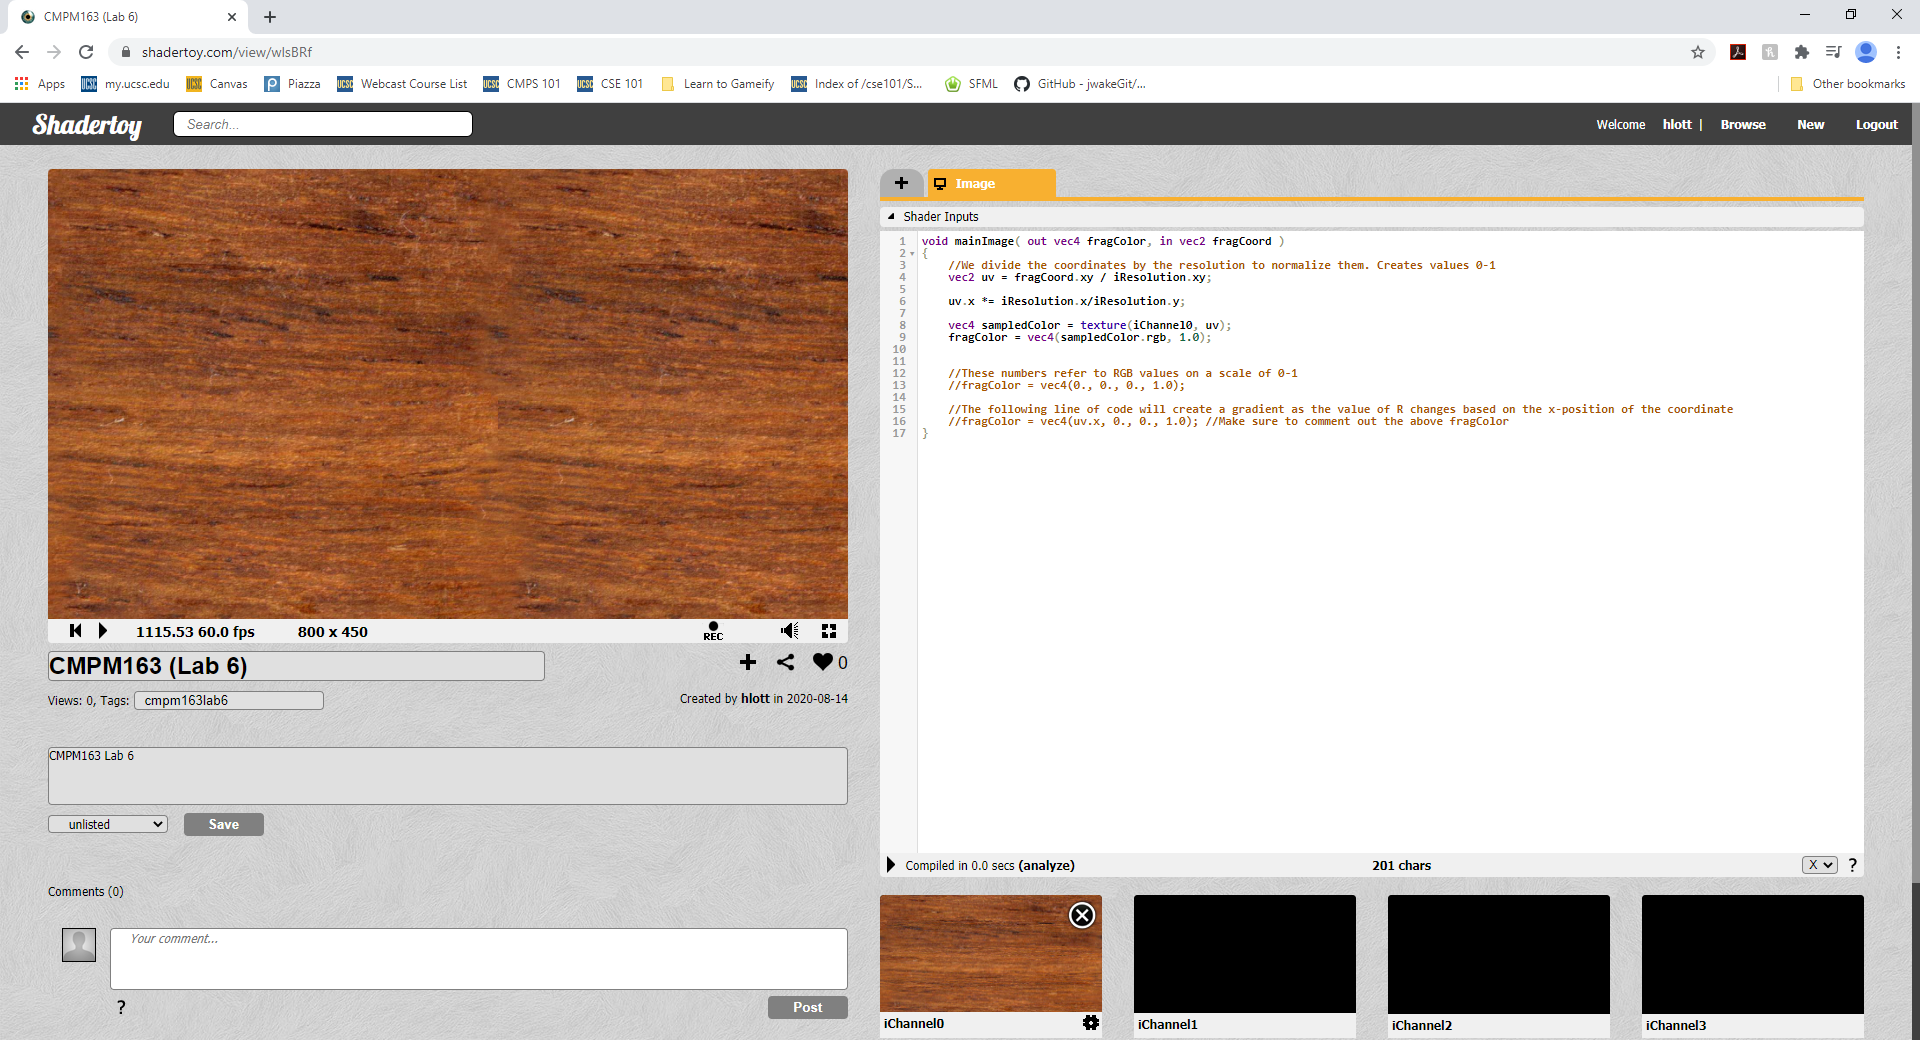 CMPM163 (Lab 6)
shadertoy.com/view/wlsBRf
Apps
UCSC my.ucsc.edu
UCSC Canvas
Piazza
UCSC Webcast Course List
UCSC CMPS 101
UCSC CSE 101
Learn to Gameify
UCSC Index of /cse101/S...
SFML
GitHub - jwakeGit/...
Other bookmarks
Shadertoy
Search...
Welcome hlott | Browse New Logout
1115.53 60.0 fps 800 x 450
REC
CMPM163 (Lab 6)
0
Views: 0, Tags: cmpm163lab6
Created by hlott in 2020-08-14
CMPM163 Lab 6
unlisted
Save
Comments (0)
Your comment...
?
Post
+ Image
Shader Inputs
1 void mainImage( out vec4 fragColor, in vec2 fragCoord )
2 {
3 //We divide the coordinates by the resolution to normalize them. Creates values 0-1
4 vec2 uv = fragCoord.xy / iResolution.xy;
5
6 uv.x *= iResolution.x/iResolution.y;
7
8 vec4 sampledColor = texture(iChannel0, uv);
9 fragColor = vec4(sampledColor.rgb, 1.0);
10
11
12 //These numbers refer to RGB values on a scale of 0-1
13 //fragColor = vec4(0., 0., 0., 1.0);
14
15 //The following line of code will create a gradient as the value of R changes based on the x-position of the coordinate
16 //fragColor = vec4(uv.x, 0., 0., 1.0); //Make sure to comment out the above fragColor
17 }
Compiled in 0.0 secs (analyze)
201 chars
X
?
iChannel0
iChannel1
iChannel2
iChannel3